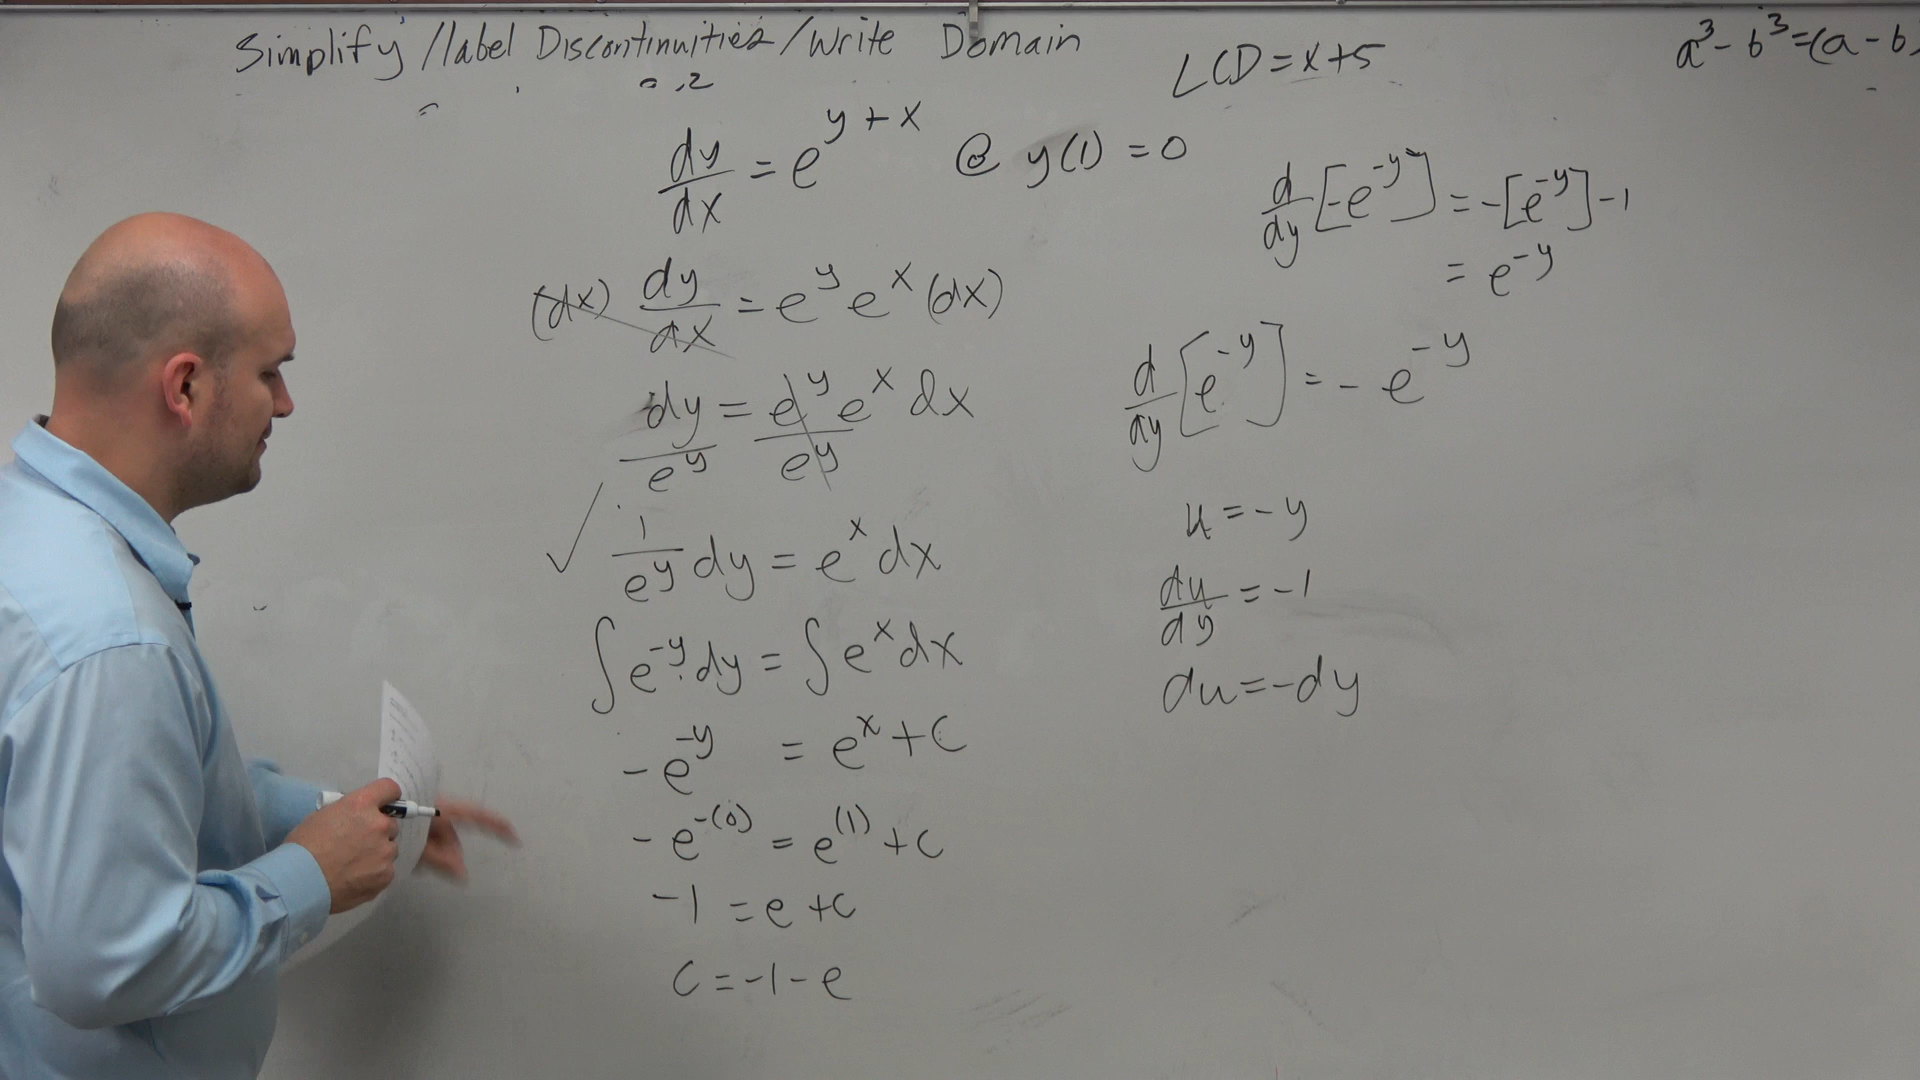 Simplify/label Discontinuities/Write Domain
LCD=x+5
a³-b³=(a-b)
dy/dx = e^(y+x) @ y(1)=0
(dx) dy/dx = e^y e^x (dx)
dy/e^y = e^y e^x dx/e^y
1/e^y dy = e^x dx
∫e^-y dy = ∫e^x dx
-e^-y = e^x+c
-e^-(0) = e^(1)+c
-1 = e+c
c = -1-e
d/dy[-e^-y] = -[e^-y]-1
= e^-y
d/dy[e^-y] = -e^-y
u=-y
du/dy = -1
du=-dy